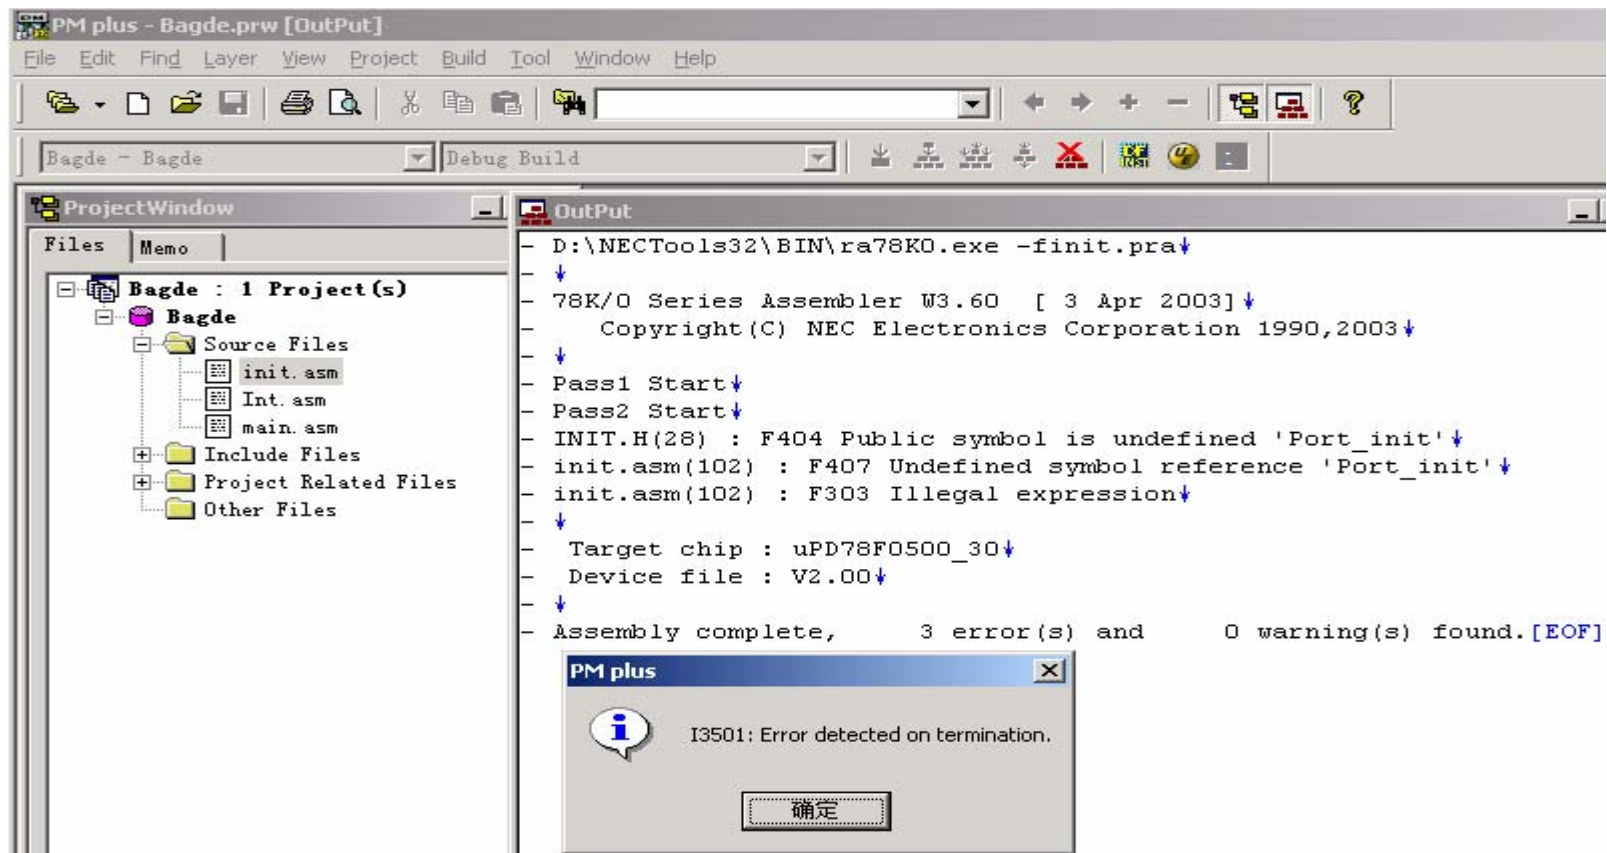 PM plus - Bagde.prw [OutPut]
File Edit Find Layer View Project Build Tool Window Help
Bagde - Bagde
Debug Build
ProjectWindow
Files Memo
Bagde : 1 Project(s)
Bagde
Source Files
init.asm
Int.asm
main.asm
Include Files
Project Related Files
Other Files
OutPut
- D:\NECTools32\BIN\ra78K0.exe -finit.pra↓
- ↓
- 78K/0 Series Assembler W3.60 [ 3 Apr 2003]↓
- Copyright(C) NEC Electronics Corporation 1990,2003↓
- ↓
- Pass1 Start↓
- Pass2 Start↓
- INIT.H(28) : F404 Public symbol is undefined 'Port_init'↓
- init.asm(102) : F407 Undefined symbol reference 'Port_init'↓
- init.asm(102) : F303 Illegal expression↓
- ↓
- Target chip : uPD78F0500_30↓
- Device file : V2.00↓
- ↓
- Assembly complete, 3 error(s) and 0 warning(s) found.[EOF]
PM plus
I3501: Error detected on termination.
确定